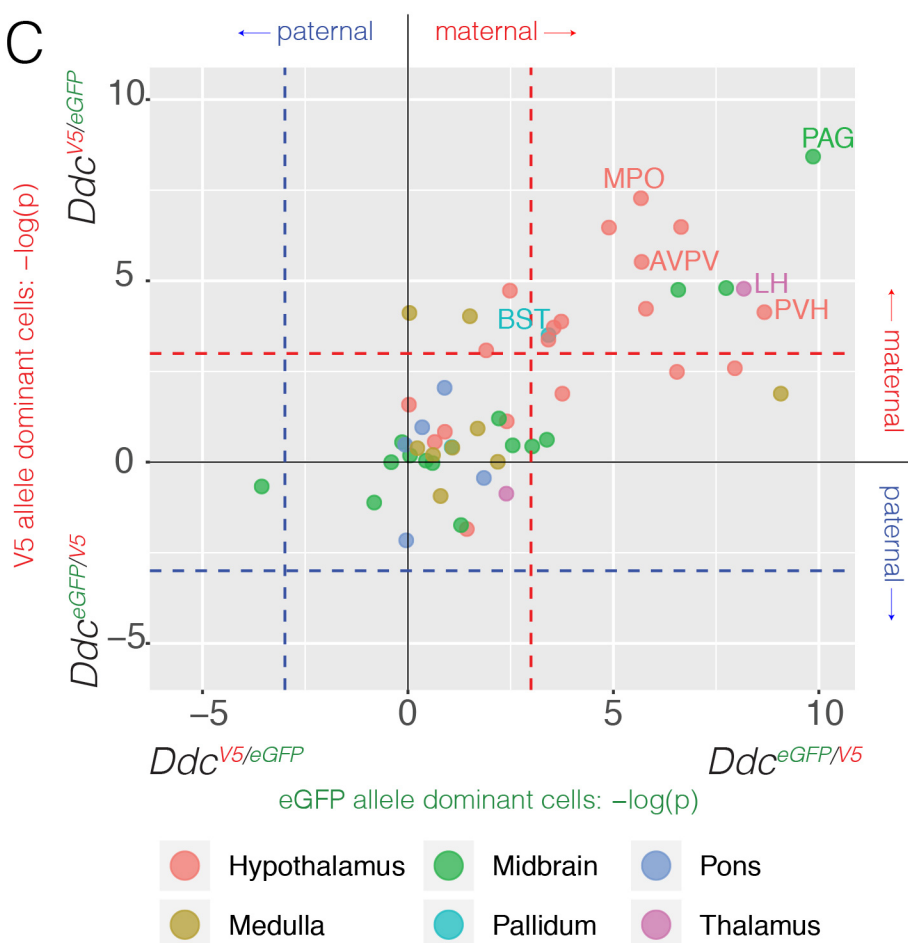 C
← paternal
maternal →
V5 allele dominant cells: −log(p)
Ddc^V5/eGFP
Ddc^eGFP/V5
10
5
0
−5
PAG
MPO
AVPV
LH
BST
PVH
← maternal
paternal →
−5
0
5
10
Ddc^V5/eGFP
Ddc^eGFP/V5
eGFP allele dominant cells: −log(p)
Hypothalamus
Midbrain
Pons
Medulla
Pallidum
Thalamus